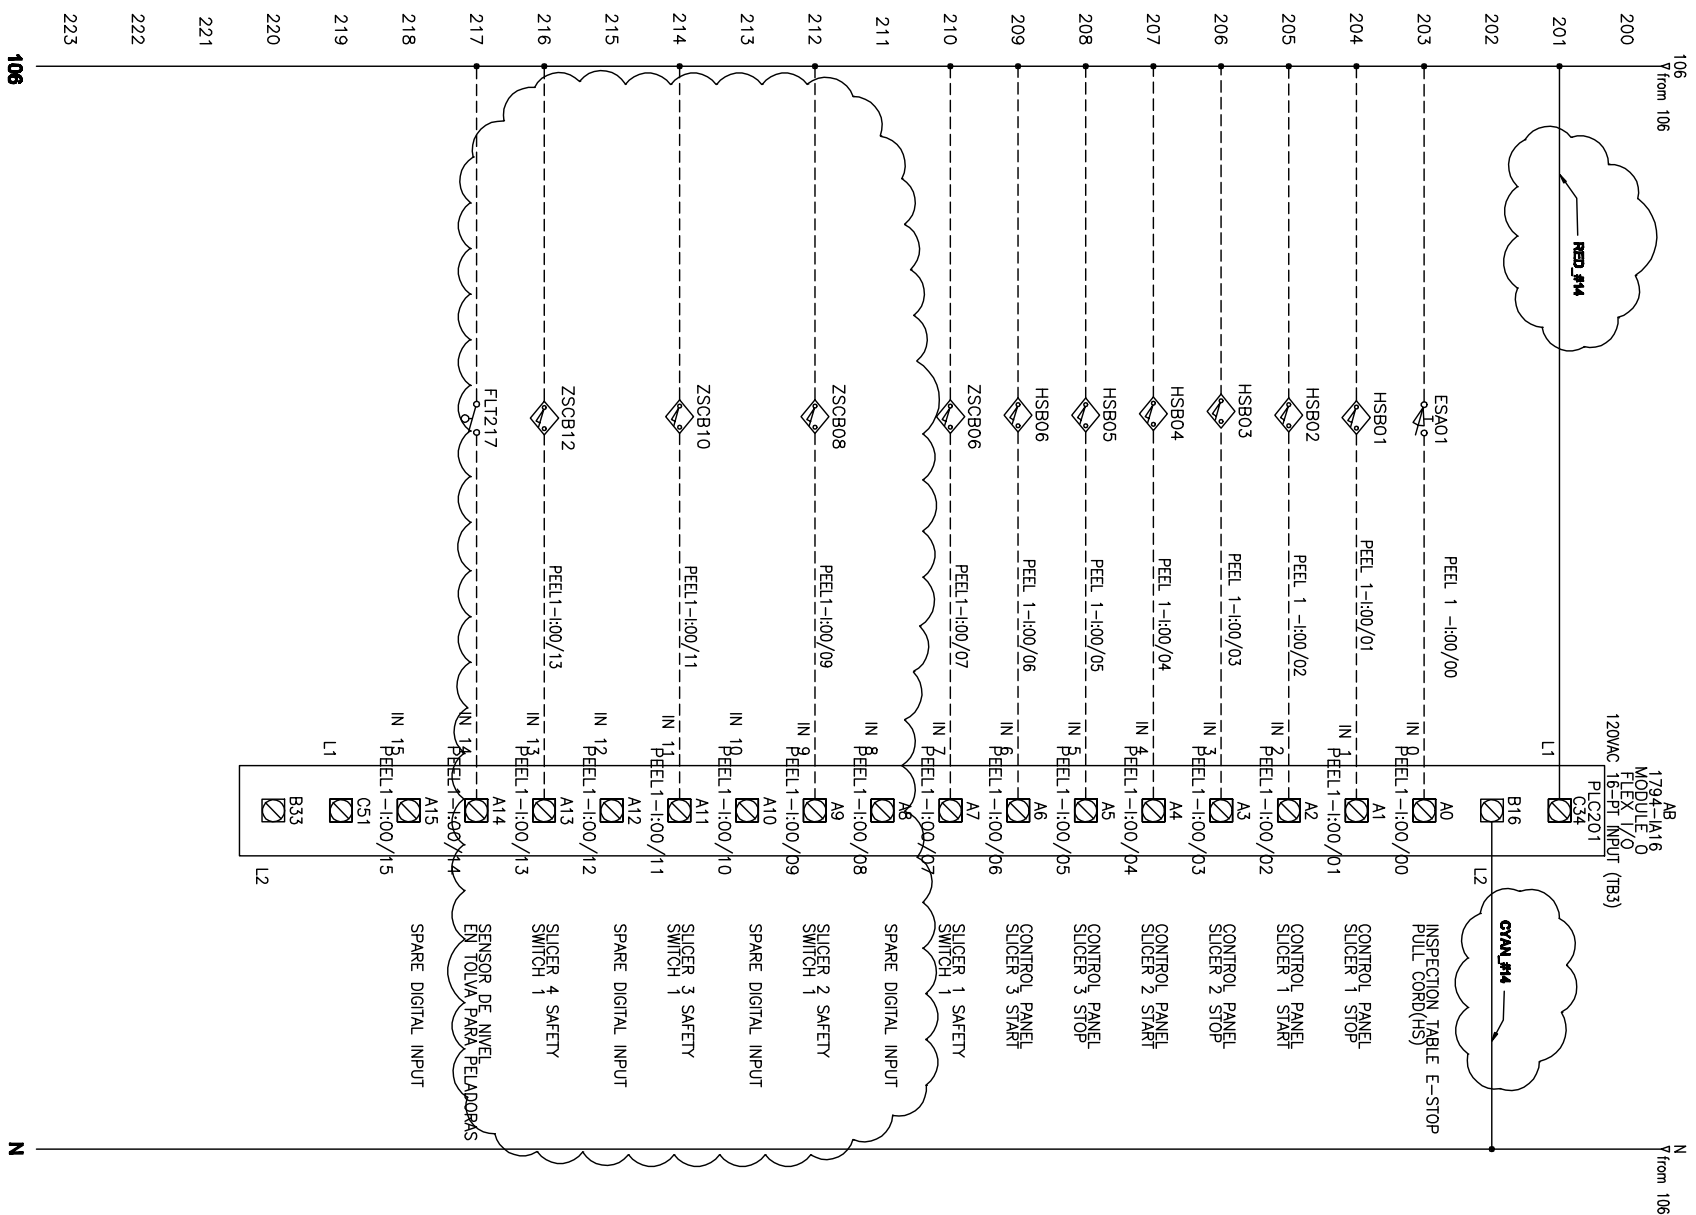 106
from 106
N
from 106
AB
1794-IA16
MODULE 0
FLEX I/O
120VAC 16-PT INPUT (TB3)
PLC201
200
201
RED_#14
L1
C34
202
B16
L2
CYAN_#14
203
ESA01
PEEL 1 -I:00/00
IN 0
A0
PEEL1-I:00/00
INSPECTION TABLE E-STOP
PULL CORD(HS)
204
HSB01
PEEL 1-I:00/01
IN 1
A1
PEEL1-I:00/01
CONTROL PANEL
SLICER 1 STOP
205
HSB02
PEEL 1 -I:00/02
IN 2
A2
PEEL1-I:00/02
CONTROL PANEL
SLICER 1 START
206
HSB03
PEEL 1-I:00/03
IN 3
A3
PEEL1-I:00/03
CONTROL PANEL
SLICER 2 STOP
207
HSB04
PEEL 1-I:00/04
IN 4
A4
PEEL1-I:00/04
CONTROL PANEL
SLICER 2 START
208
HSB05
PEEL 1-I:00/05
IN 5
A5
PEEL1-I:00/05
CONTROL PANEL
SLICER 3 STOP
209
HSB06
PEEL 1-I:00/06
IN 6
A6
PEEL1-I:00/06
CONTROL PANEL
SLICER 3 START
210
ZSCB06
PEEL1-I:00/07
IN 7
A7
PEEL1-I:00/07
SLICER 1 SAFETY
SWITCH 1
211
IN 8
A8
PEEL1-I:00/08
SPARE DIGITAL INPUT
212
ZSCB08
PEEL1-I:00/09
IN 9
A9
PEEL1-I:00/09
SLICER 2 SAFETY
SWITCH 1
213
IN 10
A10
PEEL1-I:00/10
SPARE DIGITAL INPUT
214
ZSCB10
PEEL1-I:00/11
IN 11
A11
PEEL1-I:00/11
SLICER 3 SAFETY
SWITCH 1
215
IN 12
A12
PEEL1-I:00/12
SPARE DIGITAL INPUT
216
ZSCB12
PEEL1-I:00/13
IN 13
A13
PEEL1-I:00/13
SLICER 4 SAFETY
SWITCH 1
217
FLT217
IN 14
A14
PEEL1-I:00/14
SENSOR DE NIVEL
EN TOLVA PARA PELADORAS
218
IN 15
A15
PEEL1-I:00/15
SPARE DIGITAL INPUT
219
L1
C51
220
B33
L2
221
222
223
106
N